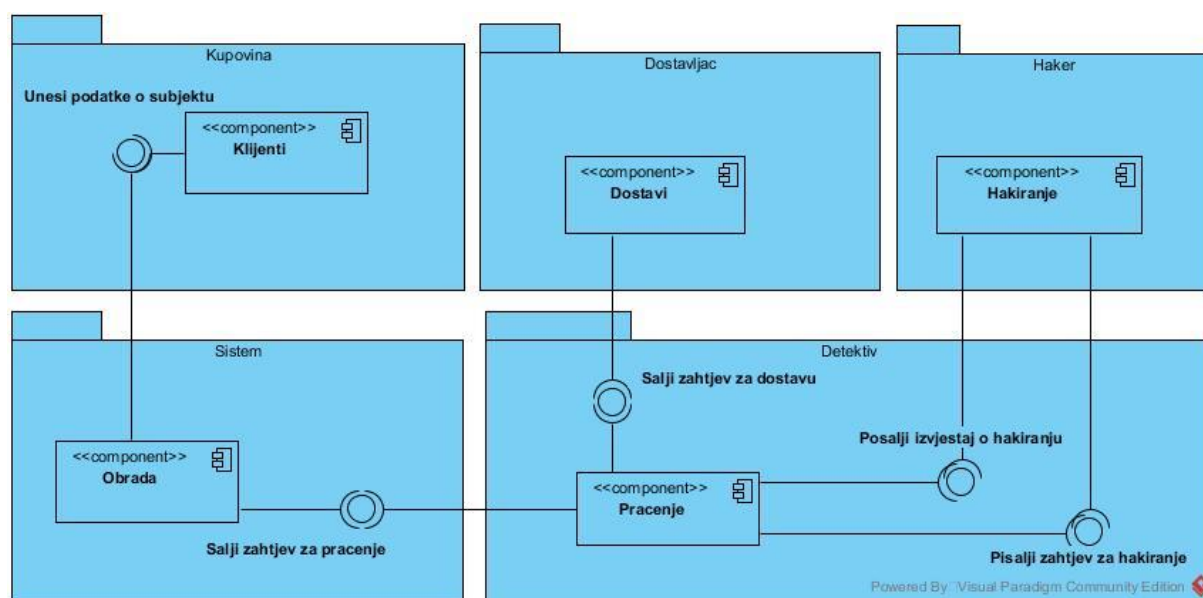 Kupovina
Unesi podatke o subjektu
<<component>>
Klijenti
Dostavljac
<<component>>
Dostavi
Haker
<<component>>
Hakiranje
Sistem
<<component>>
Obrada
Salji zahtjev za pracenje
Detektiv
Salji zahtjev za dostavu
Posalji izvjestaj o hakiranju
<<component>>
Pracenje
Pisalji zahtjev za hakiranje
Powered By Visual Paradigm Community Edition